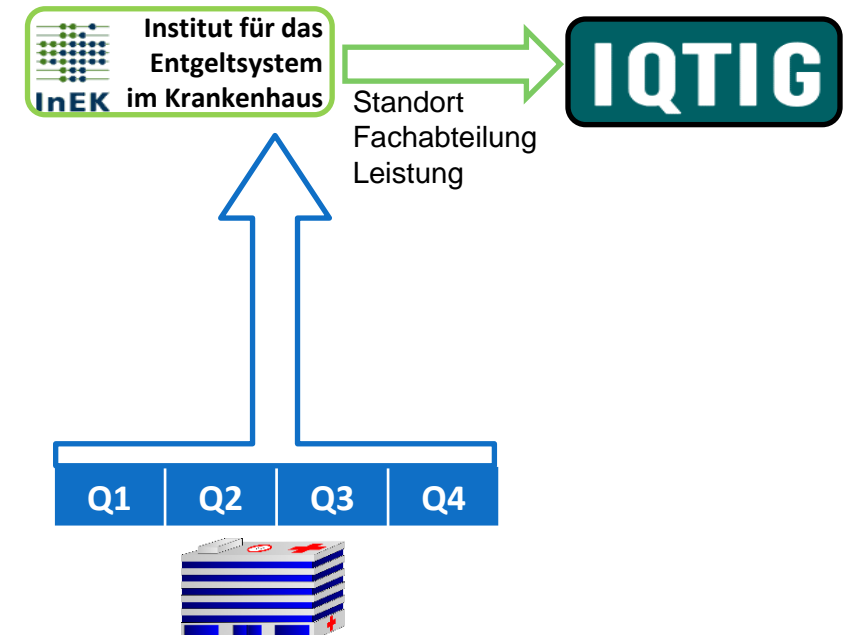 Institut für das
Entgeltsystem
im Krankenhaus
InEK
IQTIG
Standort
Fachabteilung
Leistung
Q1 Q2 Q3 Q4